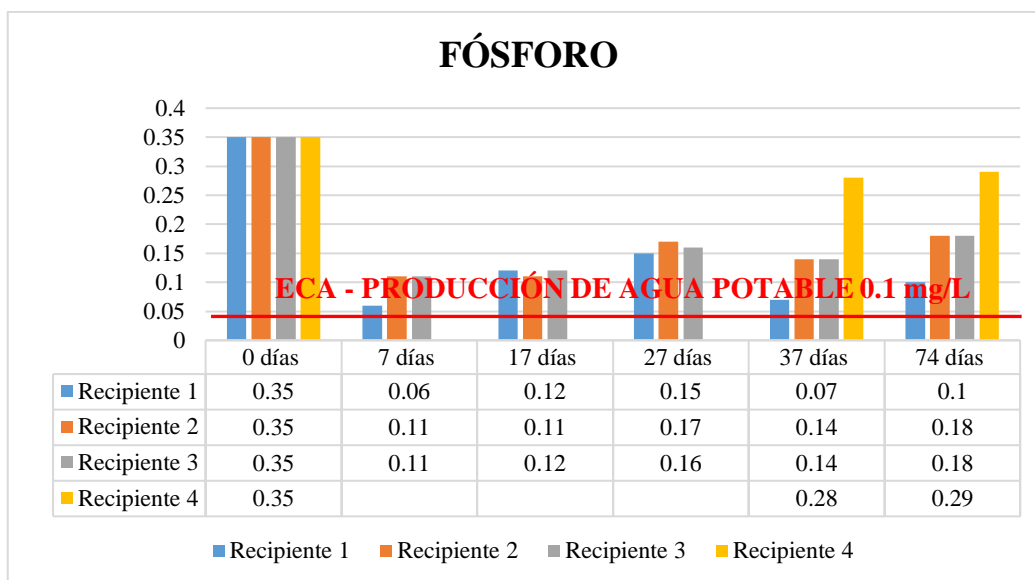 FÓSFORO
0.4
0.35
0.3
0.25
0.2
0.15
0.1
0.05
0
ECA - PRODUCCIÓN DE AGUA POTABLE 0.1 mg/L
0 días 7 días 17 días 27 días 37 días 74 días
Recipiente 1 0.35 0.06 0.12 0.15 0.07 0.1
Recipiente 2 0.35 0.11 0.11 0.17 0.14 0.18
Recipiente 3 0.35 0.11 0.12 0.16 0.14 0.18
Recipiente 4 0.35 0.28 0.29
Recipiente 1 Recipiente 2 Recipiente 3 Recipiente 4